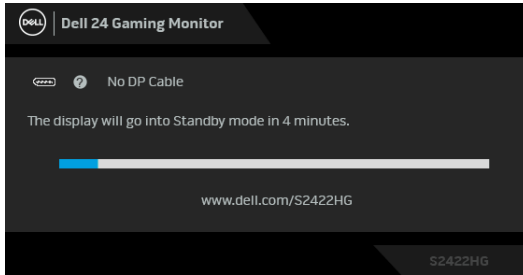 DELL
Dell 24 Gaming Monitor
No DP Cable
The display will go into Standby mode in 4 minutes.
www.dell.com/S2422HG
S2422HG